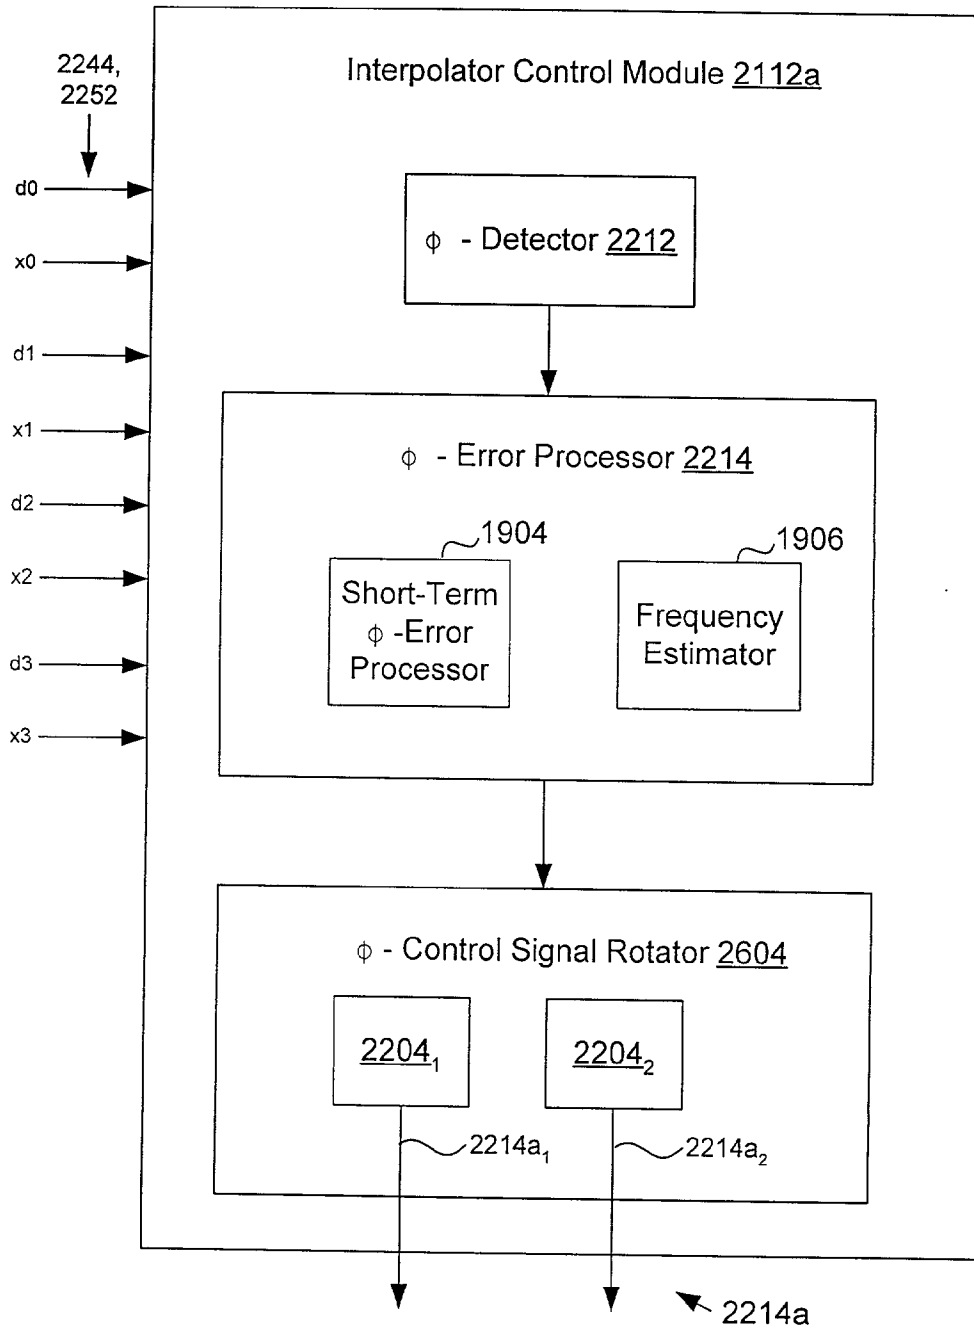 Interpolator Control Module 2112a
2244,
2252
d0
x0
d1
x1
d2
x2
d3
x3
ϕ - Detector 2212
ϕ - Error Processor 2214
1904
Short-Term
ϕ -Error
Processor
1906
Frequency
Estimator
ϕ - Control Signal Rotator 2604
2204₁
2204₂
2214a₁
2214a₂
2214a